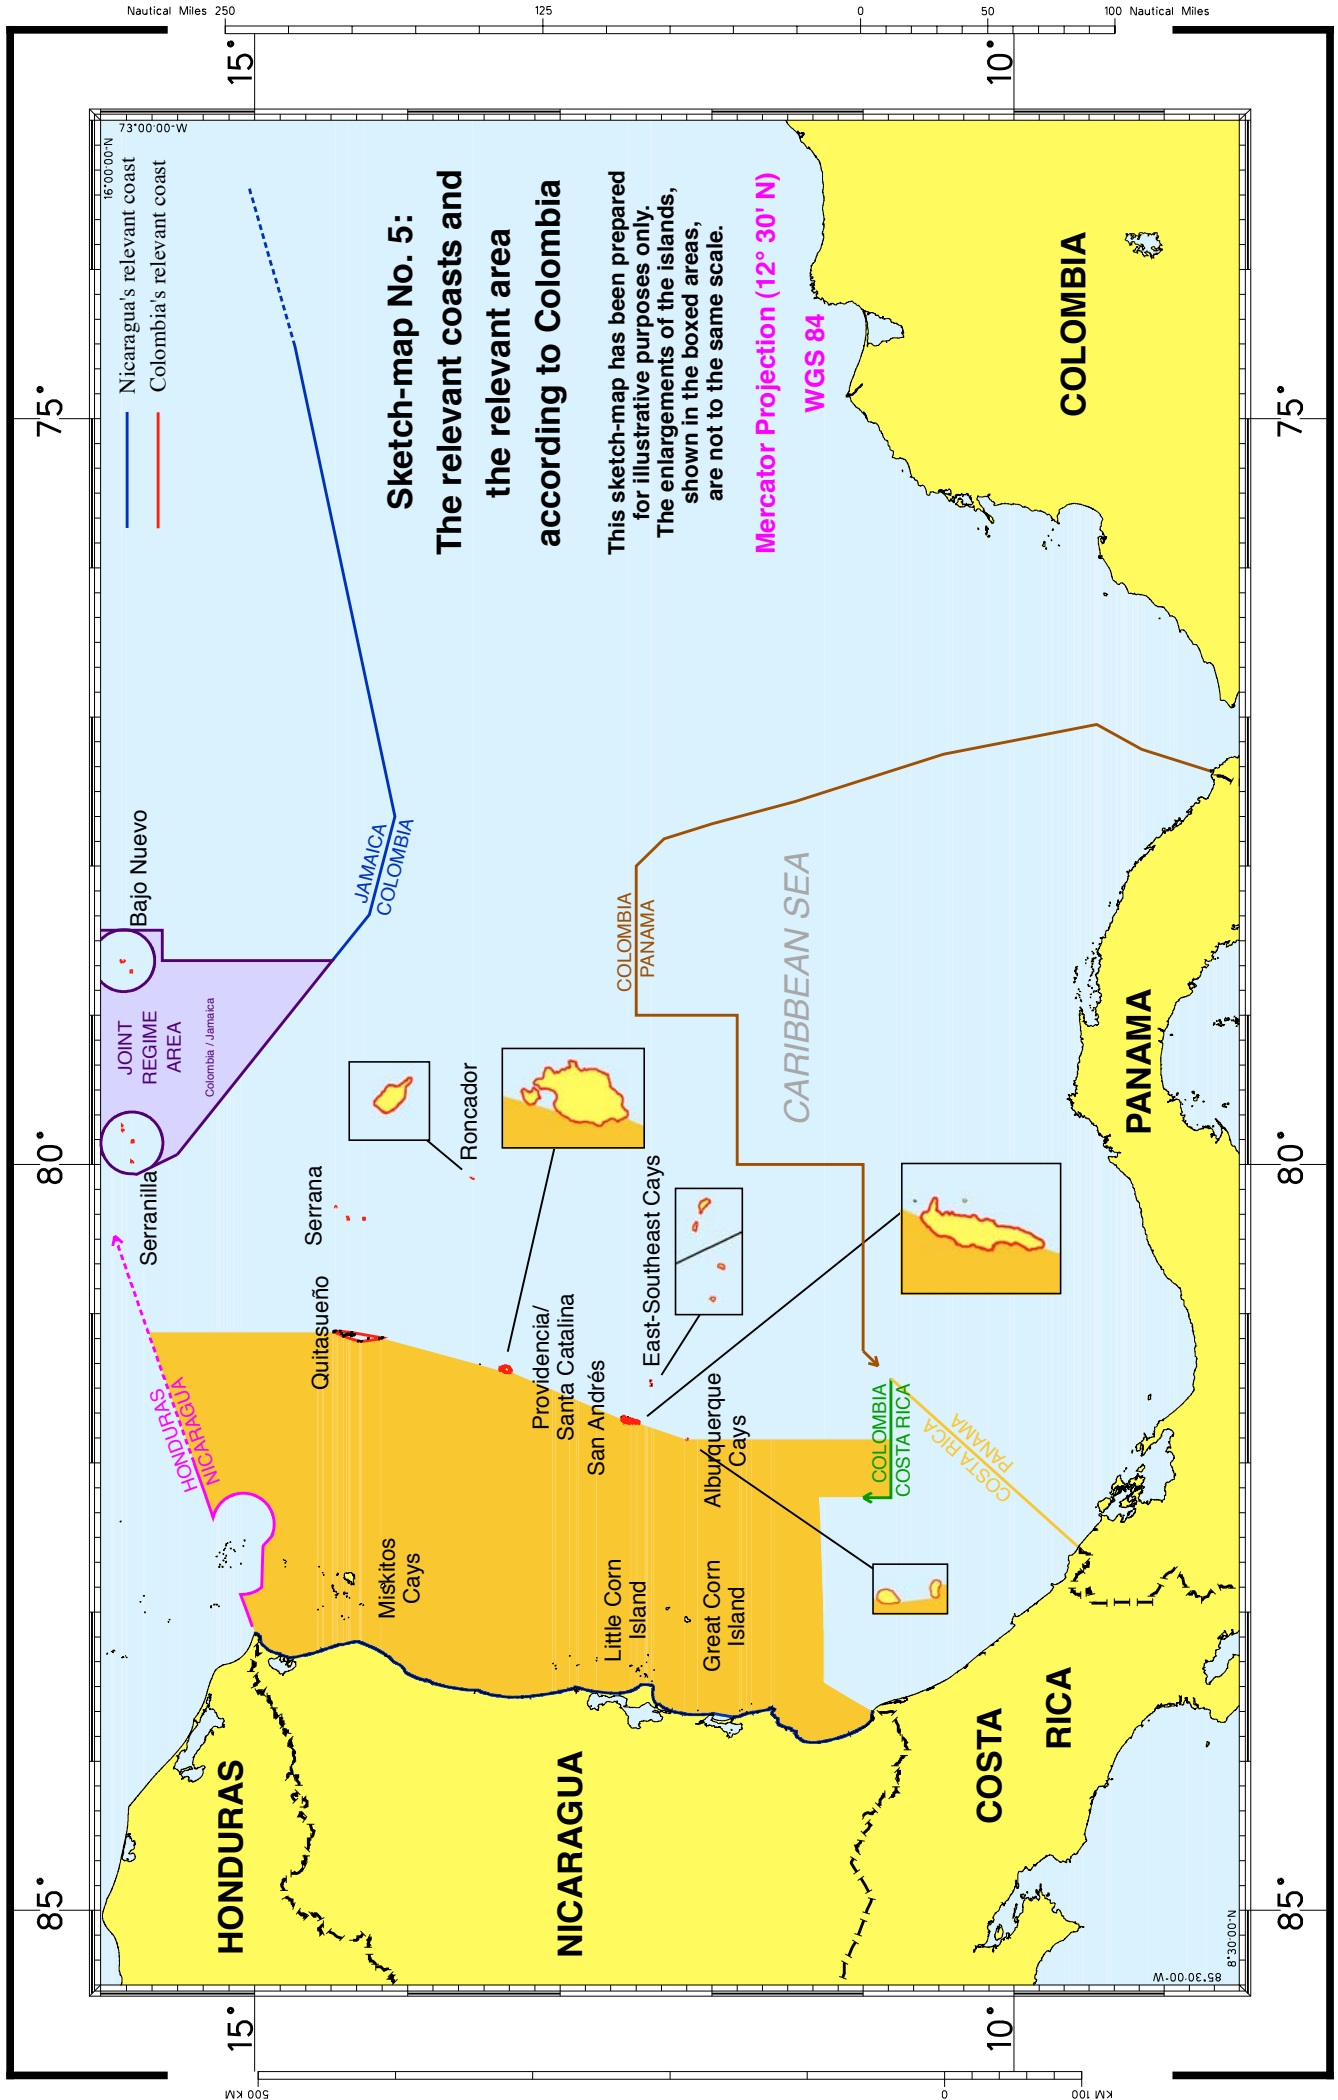 Sketch-map No. 5:
The relevant coasts and
the relevant area
according to Colombia
This sketch-map has been prepared
for illustrative purposes only.
The enlargements of the islands,
shown in the boxed areas,
are not to the same scale.
Mercator Projection (12° 30' N)
WGS 84
Nicaragua's relevant coast
Colombia's relevant coast
16°00'00"N
73°00'00"W
85°
80°
75°
15°
15°
10°
10°
85°
80°
75°
8°30'00"N
85°30'00"W
Nautical Miles 250
125
0
50
100 Nautical Miles
500 KM
0
KM 100
HONDURAS
NICARAGUA
COSTA
RICA
PANAMA
COLOMBIA
CARIBBEAN SEA
HONDURAS
NICARAGUA
JOINT
REGIME
AREA
Colombia / Jamaica
JAMAICA
COLOMBIA
COLOMBIA
PANAMA
COLOMBIA
COSTA RICA
COSTA RICA
PANAMA
Serranilla
Bajo Nuevo
Quitasueño
Serrana
Roncador
Providencia/
Santa Catalina
San Andrés
East-Southeast Cays
Alburquerque
Cays
Miskitos
Cays
Little Corn
Island
Great Corn
Island